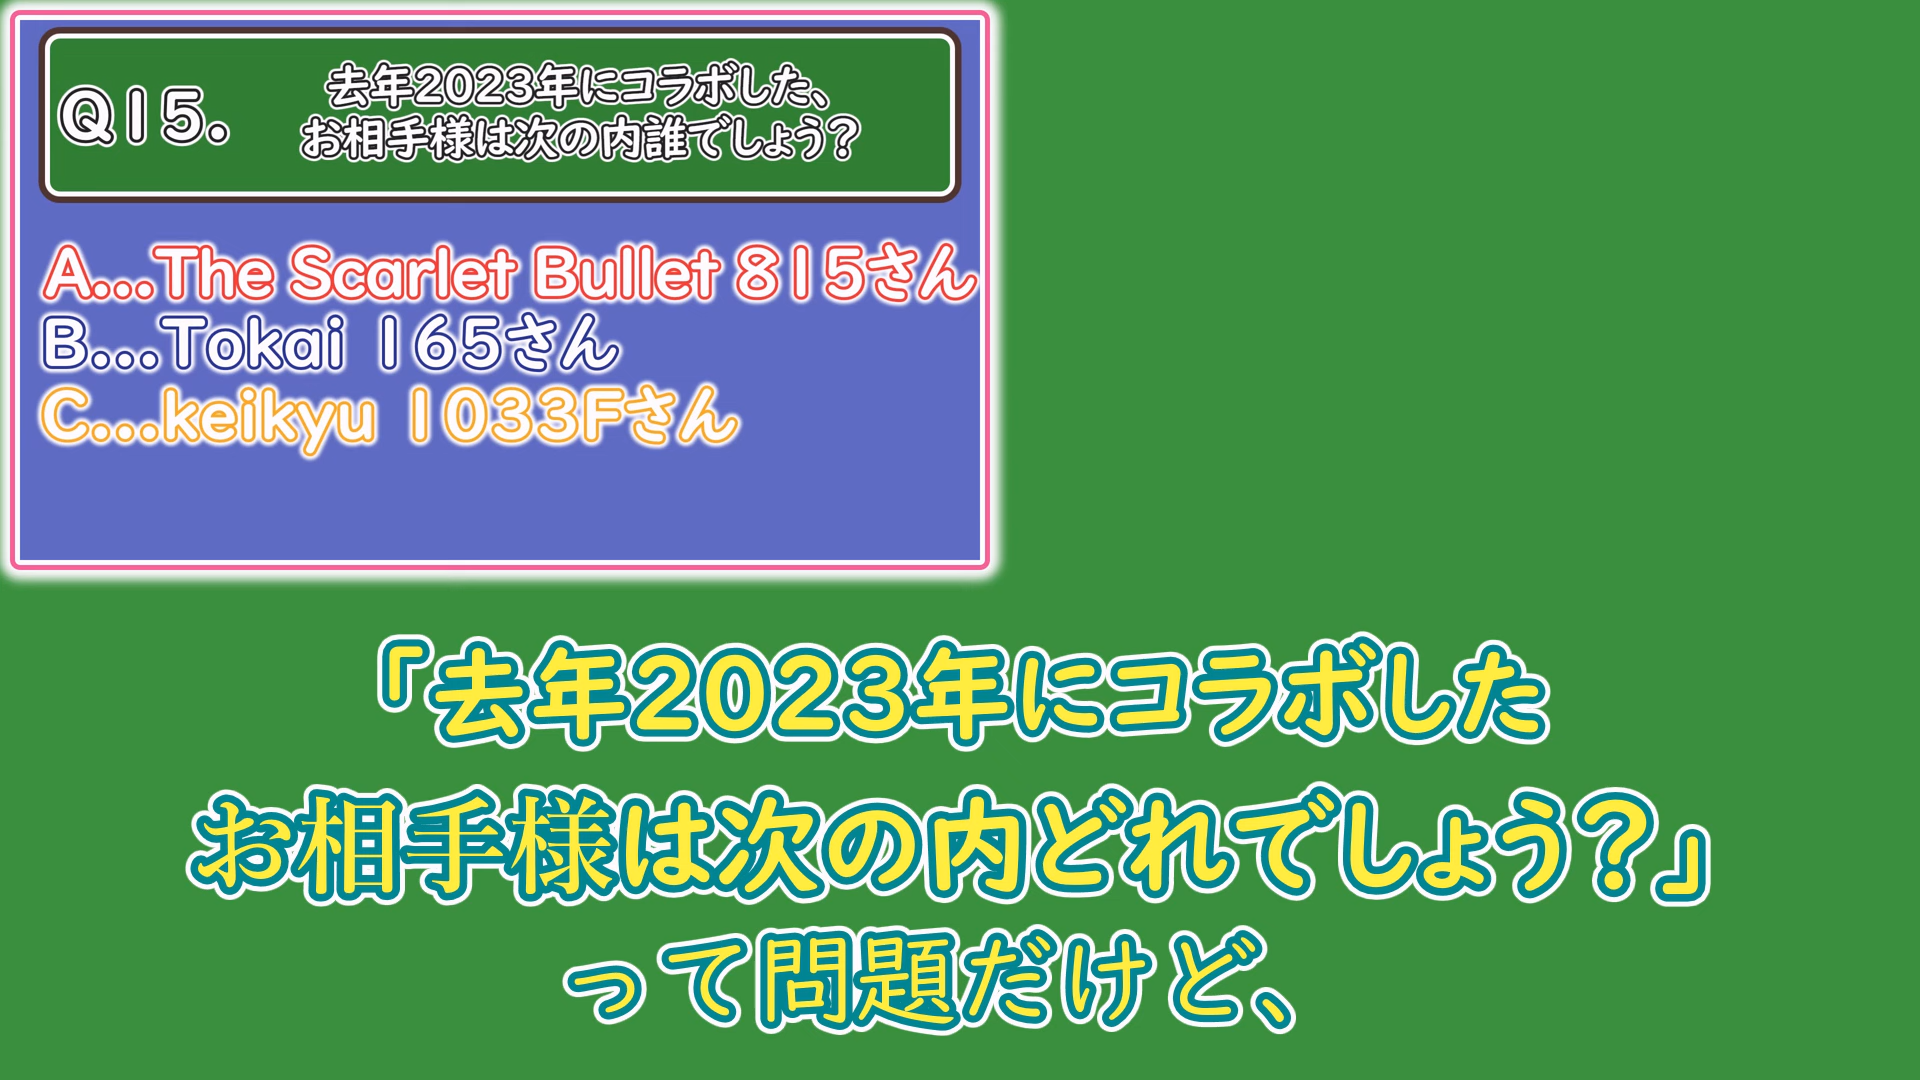 Q15.
去年2023年にコラボした、
お相手様は次の内誰でしょう？
A...The Scarlet Bullet 815さん
B...Tokai 165さん
C...keikyu 1033Fさん
「去年2023年にコラボした
お相手様は次の内どれでしょう？」
って問題だけど、